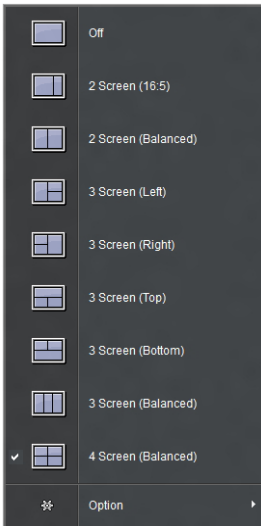 Off
2 Screen (16:5)
2 Screen (Balanced)
3 Screen (Left)
3 Screen (Right)
3 Screen (Top)
3 Screen (Bottom)
3 Screen (Balanced)
4 Screen (Balanced)
Option